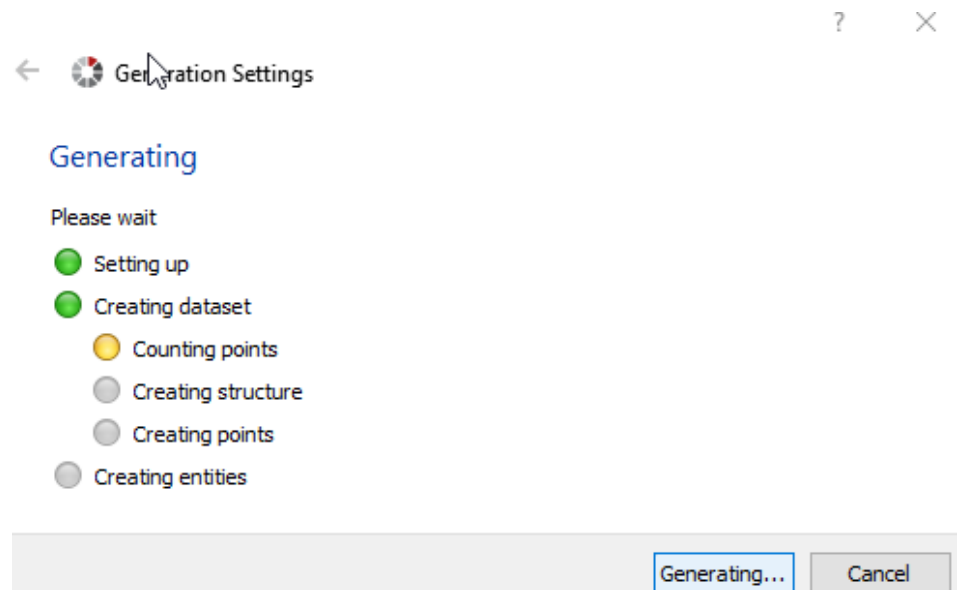 ?
Generation Settings
Generating
Please wait
Setting up
Creating dataset
Counting points
Creating structure
Creating points
Creating entities
Generating...
Cancel